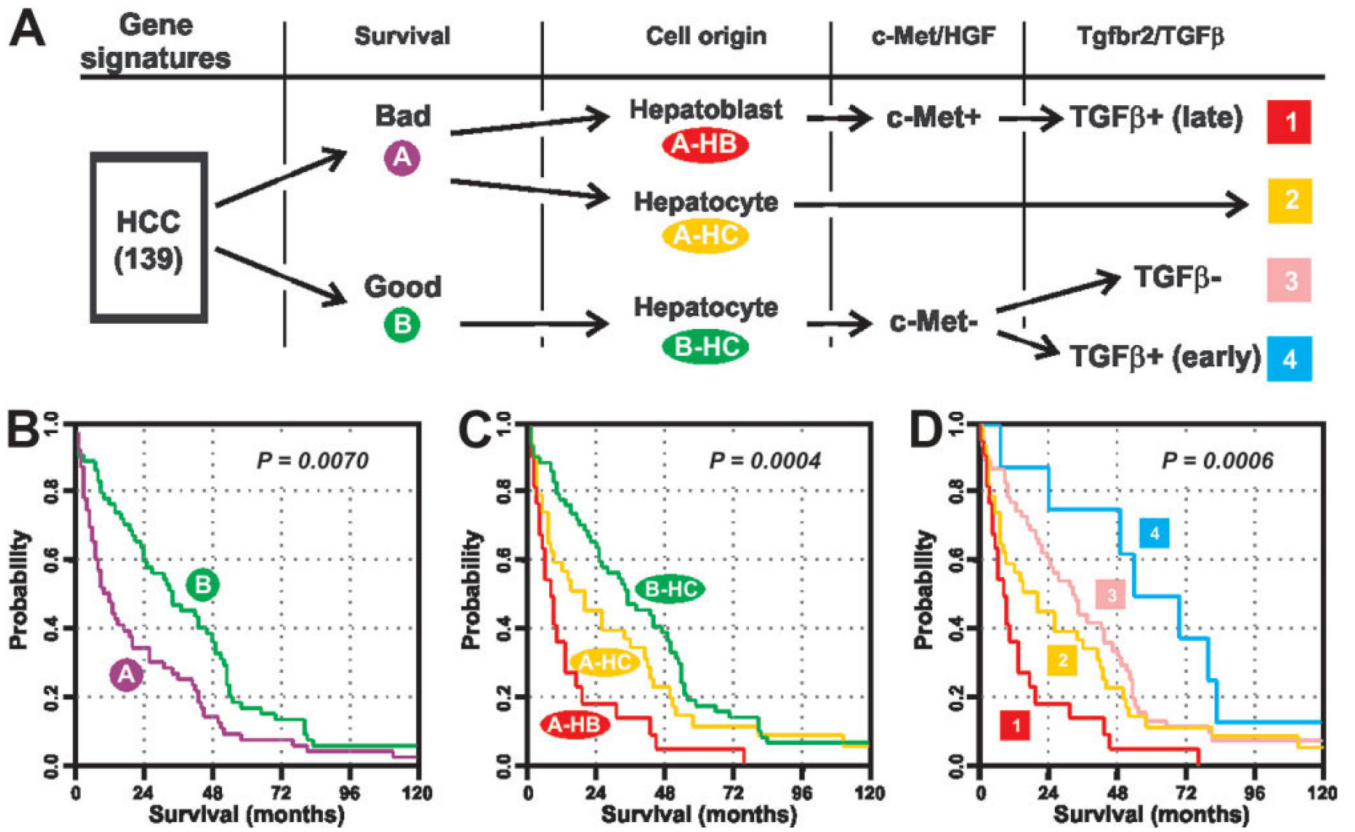 A
Gene signatures
Survival
Cell origin
c-Met/HGF
Tgfbr2/TGFβ
HCC
(139)
Bad
A
Good
B
Hepatoblast
A-HB
Hepatocyte
A-HC
Hepatocyte
B-HC
c-Met+
c-Met-
TGFβ+ (late)
TGFβ-
TGFβ+ (early)
1
2
3
4
B
P = 0.0070
Probability
1.0
0.8
0.6
0.4
0.2
0.0
B
A
0 24 48 72 96 120
Survival (months)
C
P = 0.0004
Probability
1.0
0.8
0.6
0.4
0.2
0.0
B-HC
A-HC
A-HB
0 24 48 72 96 120
Survival (months)
D
P = 0.0006
Probability
1.0
0.8
0.6
0.4
0.2
0.0
4
3
2
1
0 24 48 72 96 120
Survival (months)